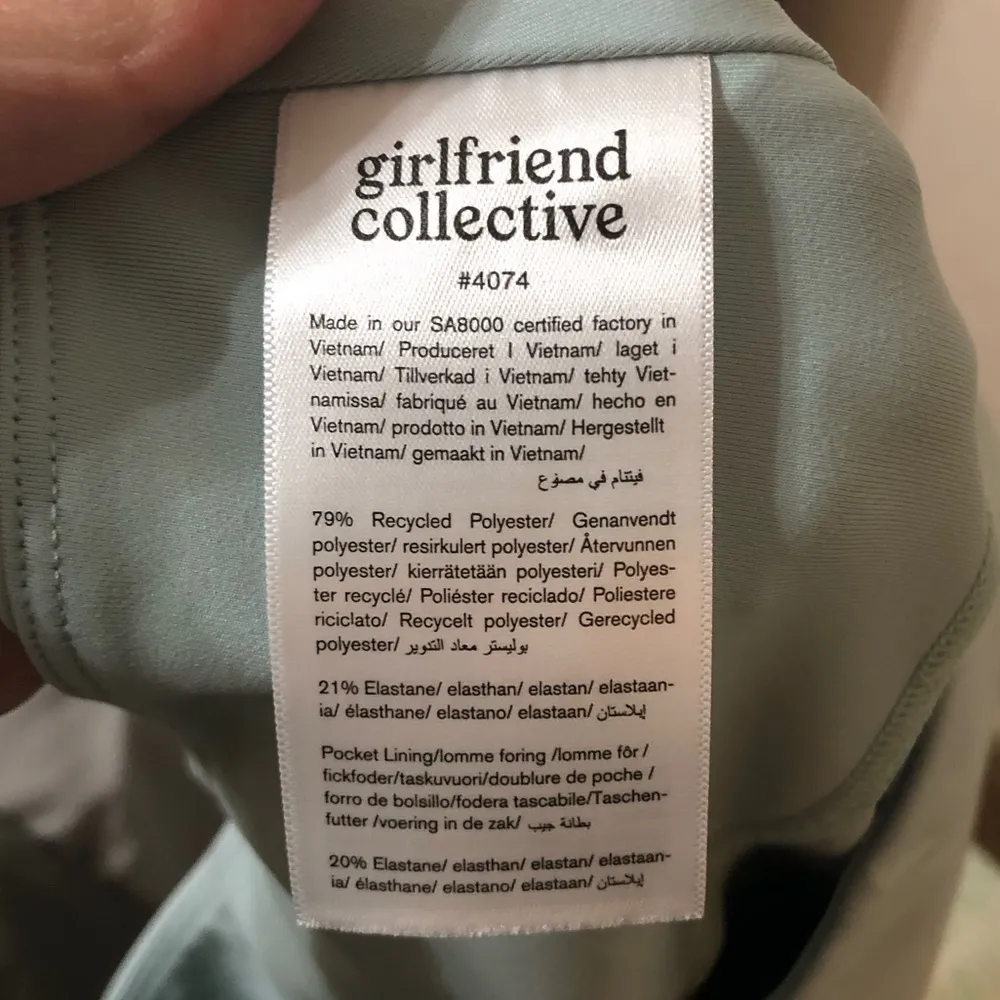 girlfriend
collective
#4074
Made in our SA8000 certified factory in
Vietnam/ Produceret I Vietnam/ laget i
Vietnam/ Tillverkad i Vietnam/ tehty Viet-
namissa/ fabriqué au Vietnam/ hecho en
Vietnam/ prodotto in Vietnam/ Hergestellt
in Vietnam/ gemaakt in Vietnam/
فيتنام في مصنوع
79% Recycled Polyester/ Genanvendt
polyester/ resirkulert polyester/ Återvunnen
polyester/ kierrätetään polyesteri/ Polyes-
ter recyclé/ Poliéster reciclado/ Poliestere
riciclato/ Recycelt polyester/ Gerecycled
polyester/ بوليستر معاد التدوير
21% Elastane/ elasthan/ elastan/ elastaan-
ia/ élasthane/ elastano/ elastaan/ إيلاستان
Pocket Lining/lomme foring /lomme fôr /
fickfoder/taskuvuori/doublure de poche /
forro de bolsillo/fodera tascabile/Taschen-
futter /voering in de zak/ بطانة جيب
20% Elastane/ elasthan/ elastan/ elastaan-
ia/ élasthane/ elastano/ elastaan/ إيلاستان